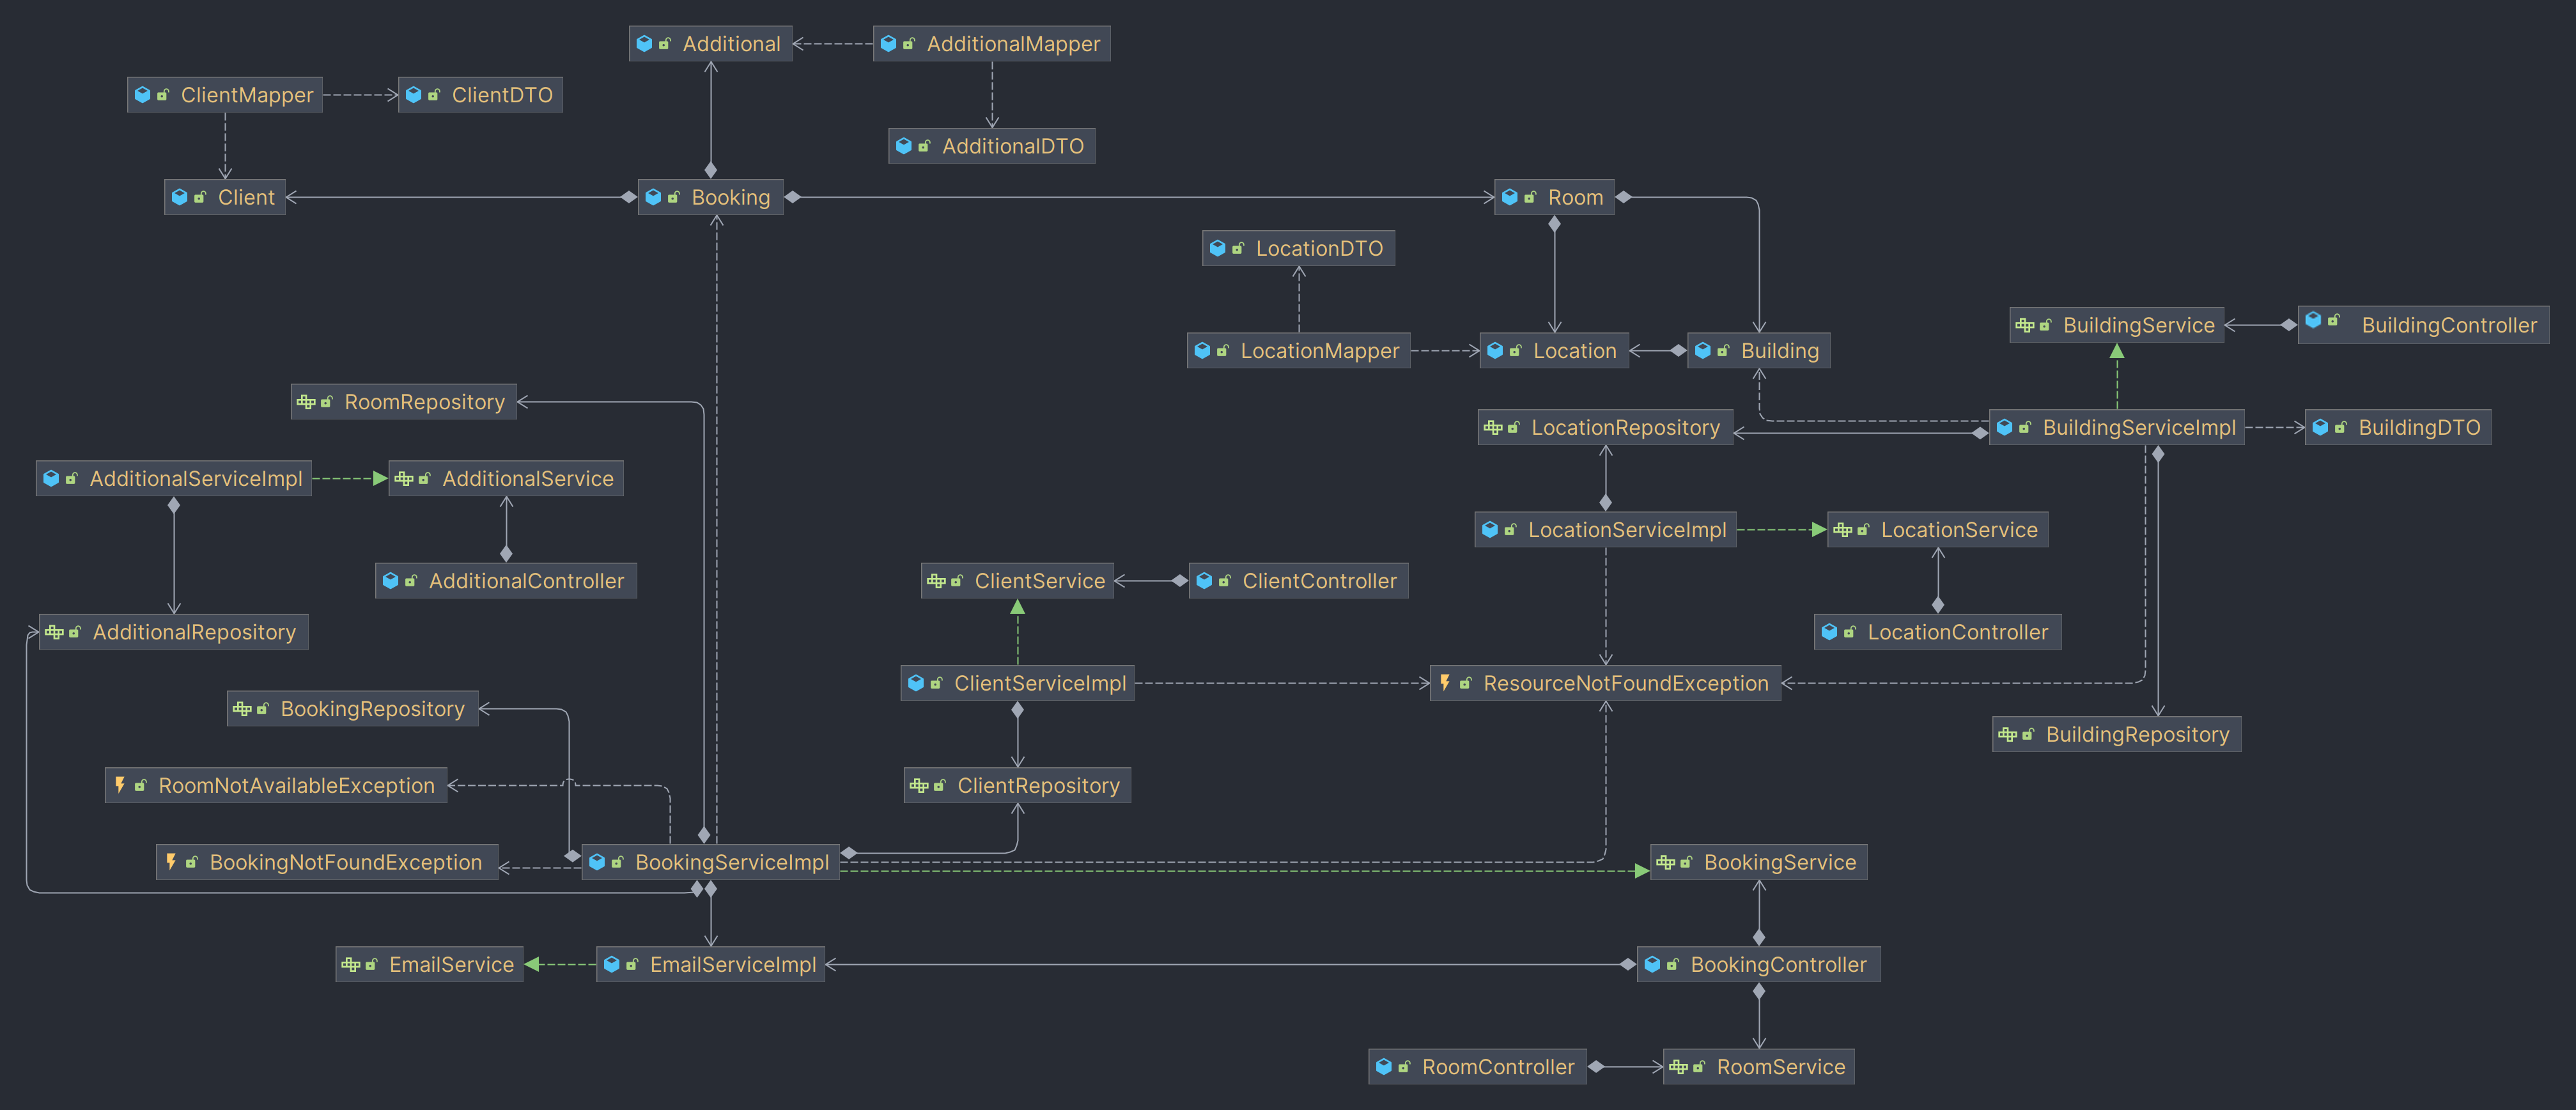 Additional
AdditionalMapper
ClientMapper
ClientDTO
AdditionalDTO
Client
Booking
Room
LocationDTO
BuildingService
BuildingController
LocationMapper
Location
Building
RoomRepository
LocationRepository
BuildingServiceImpl
BuildingDTO
AdditionalServiceImpl
AdditionalService
LocationServiceImpl
LocationService
AdditionalController
ClientService
ClientController
AdditionalRepository
LocationController
ClientServiceImpl
ResourceNotFoundException
BookingRepository
BuildingRepository
RoomNotAvailableException
ClientRepository
BookingNotFoundException
BookingServiceImpl
BookingService
EmailService
EmailServiceImpl
BookingController
RoomController
RoomService